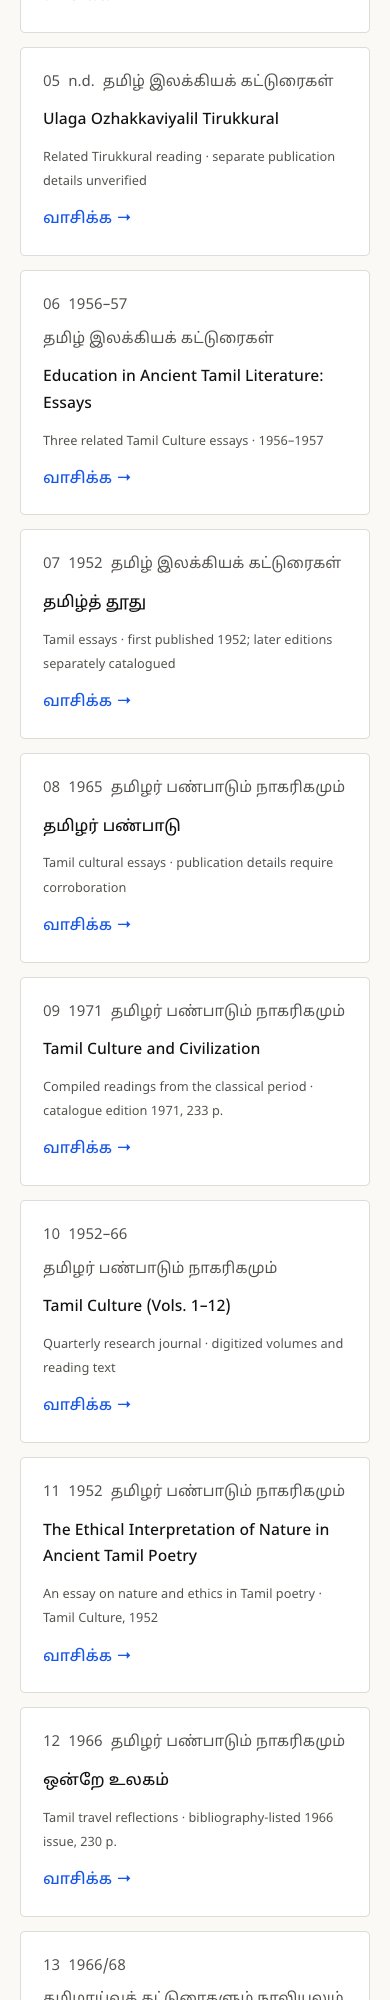 05 n.d. தமிழ் இலக்கியக் கட்டுரைகள்
Ulaga Ozhakkaviyalil Tirukkural
Related Tirukkural reading · separate publication
details unverified
வாசிக்க →
06 1956–57
தமிழ் இலக்கியக் கட்டுரைகள்
Education in Ancient Tamil Literature:
Essays
Three related Tamil Culture essays · 1956–1957
வாசிக்க →
07 1952 தமிழ் இலக்கியக் கட்டுரைகள்
தமிழ்த் தூது
Tamil essays · first published 1952; later editions
separately catalogued
வாசிக்க →
08 1965 தமிழர் பண்பாடும் நாகரிகமும்
தமிழர் பண்பாடு
Tamil cultural essays · publication details require
corroboration
வாசிக்க →
09 1971 தமிழர் பண்பாடும் நாகரிகமும்
Tamil Culture and Civilization
Compiled readings from the classical period ·
catalogue edition 1971, 233 p.
வாசிக்க →
10 1952–66
தமிழர் பண்பாடும் நாகரிகமும்
Tamil Culture (Vols. 1–12)
Quarterly research journal · digitized volumes and
reading text
வாசிக்க →
11 1952 தமிழர் பண்பாடும் நாகரிகமும்
The Ethical Interpretation of Nature in
Ancient Tamil Poetry
An essay on nature and ethics in Tamil poetry ·
Tamil Culture, 1952
வாசிக்க →
12 1966 தமிழர் பண்பாடும் நாகரிகமும்
ஒன்றே உலகம்
Tamil travel reflections · bibliography-listed 1966
issue, 230 p.
வாசிக்க →
13 1966/68